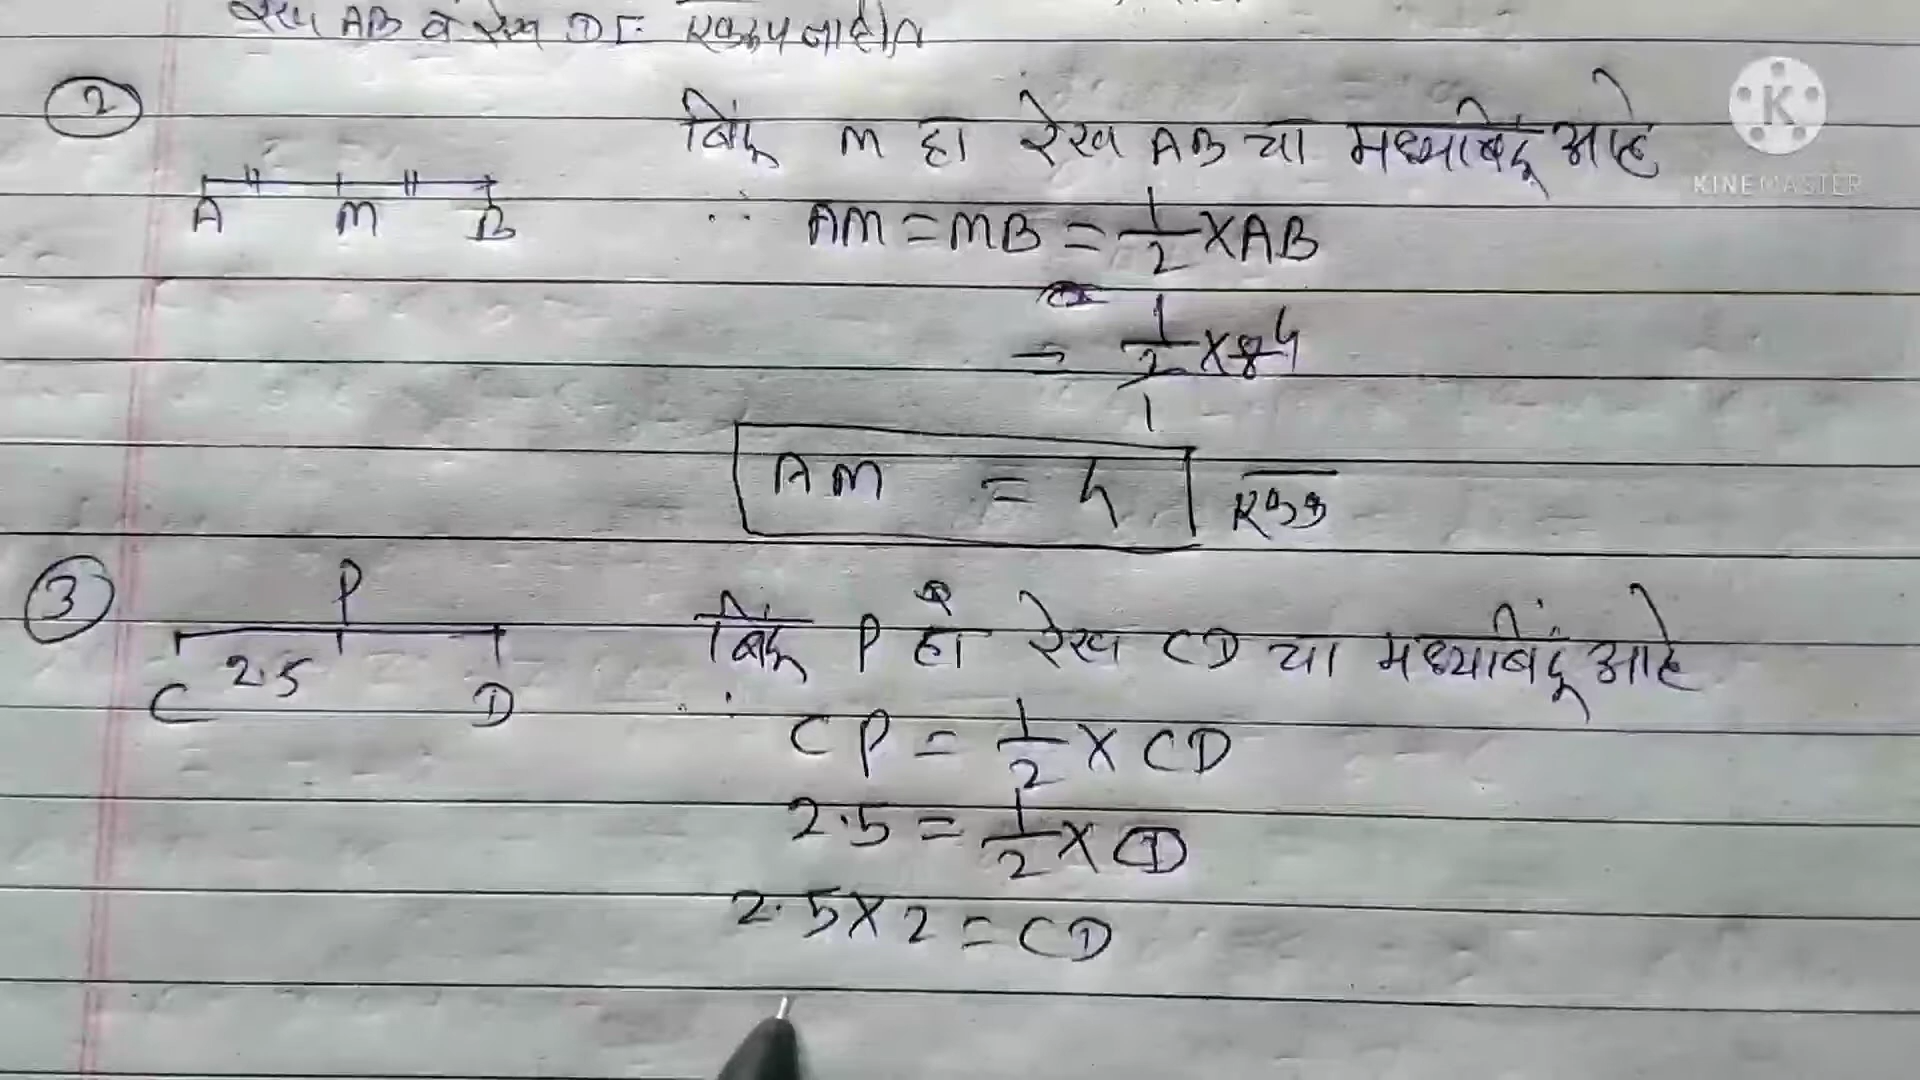 रेख AB व रेख DE एकरूप नाहीत
2
बिंदू M हा रेख AB चा मध्यबिंदू आहे
A M B
∴ AM = MB = 1/2 × AB
= 1/2 × 8 4
1
AM = 4 एकक
3
P
2.5
C D
बिंदू P हा रेख CD चा मध्यबिंदू आहे
∴ CP = 1/2 × CD
2.5 = 1/2 × CD
2.5 × 2 = CD
K
KINEMASTER